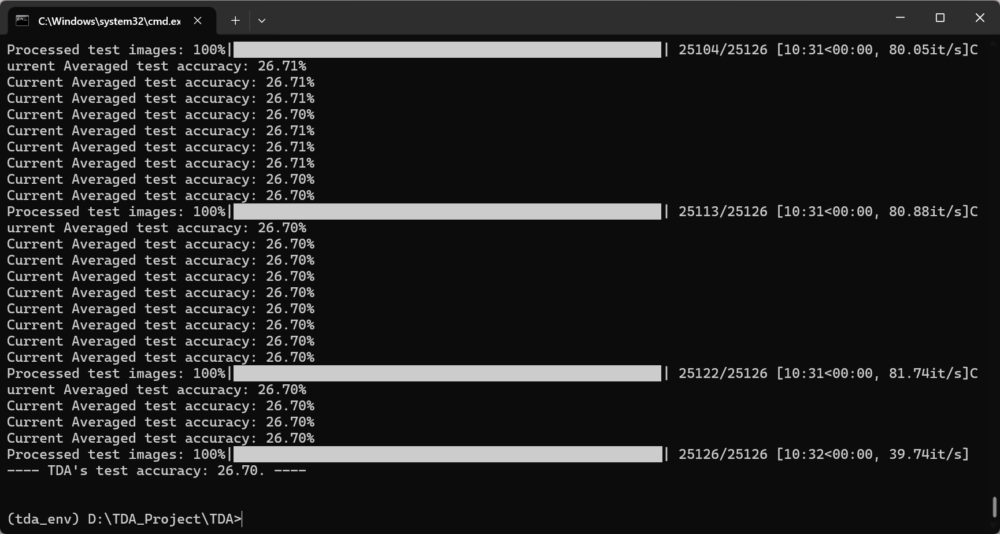 C:\Windows\system32\cmd.ex
Processed test images: 100%| | 25104/25126 [10:31<00:00, 80.05it/s]C
urrent Averaged test accuracy: 26.71%
Current Averaged test accuracy: 26.71%
Current Averaged test accuracy: 26.71%
Current Averaged test accuracy: 26.70%
Current Averaged test accuracy: 26.71%
Current Averaged test accuracy: 26.71%
Current Averaged test accuracy: 26.71%
Current Averaged test accuracy: 26.70%
Current Averaged test accuracy: 26.70%
Processed test images: 100%| | 25113/25126 [10:31<00:00, 80.88it/s]C
urrent Averaged test accuracy: 26.70%
Current Averaged test accuracy: 26.70%
Current Averaged test accuracy: 26.70%
Current Averaged test accuracy: 26.70%
Current Averaged test accuracy: 26.70%
Current Averaged test accuracy: 26.70%
Current Averaged test accuracy: 26.70%
Current Averaged test accuracy: 26.70%
Current Averaged test accuracy: 26.70%
Processed test images: 100%| | 25122/25126 [10:31<00:00, 81.74it/s]C
urrent Averaged test accuracy: 26.70%
Current Averaged test accuracy: 26.70%
Current Averaged test accuracy: 26.70%
Current Averaged test accuracy: 26.70%
Processed test images: 100%| | 25126/25126 [10:32<00:00, 39.74it/s]
---- TDA's test accuracy: 26.70. ----
(tda_env) D:\TDA_Project\TDA>